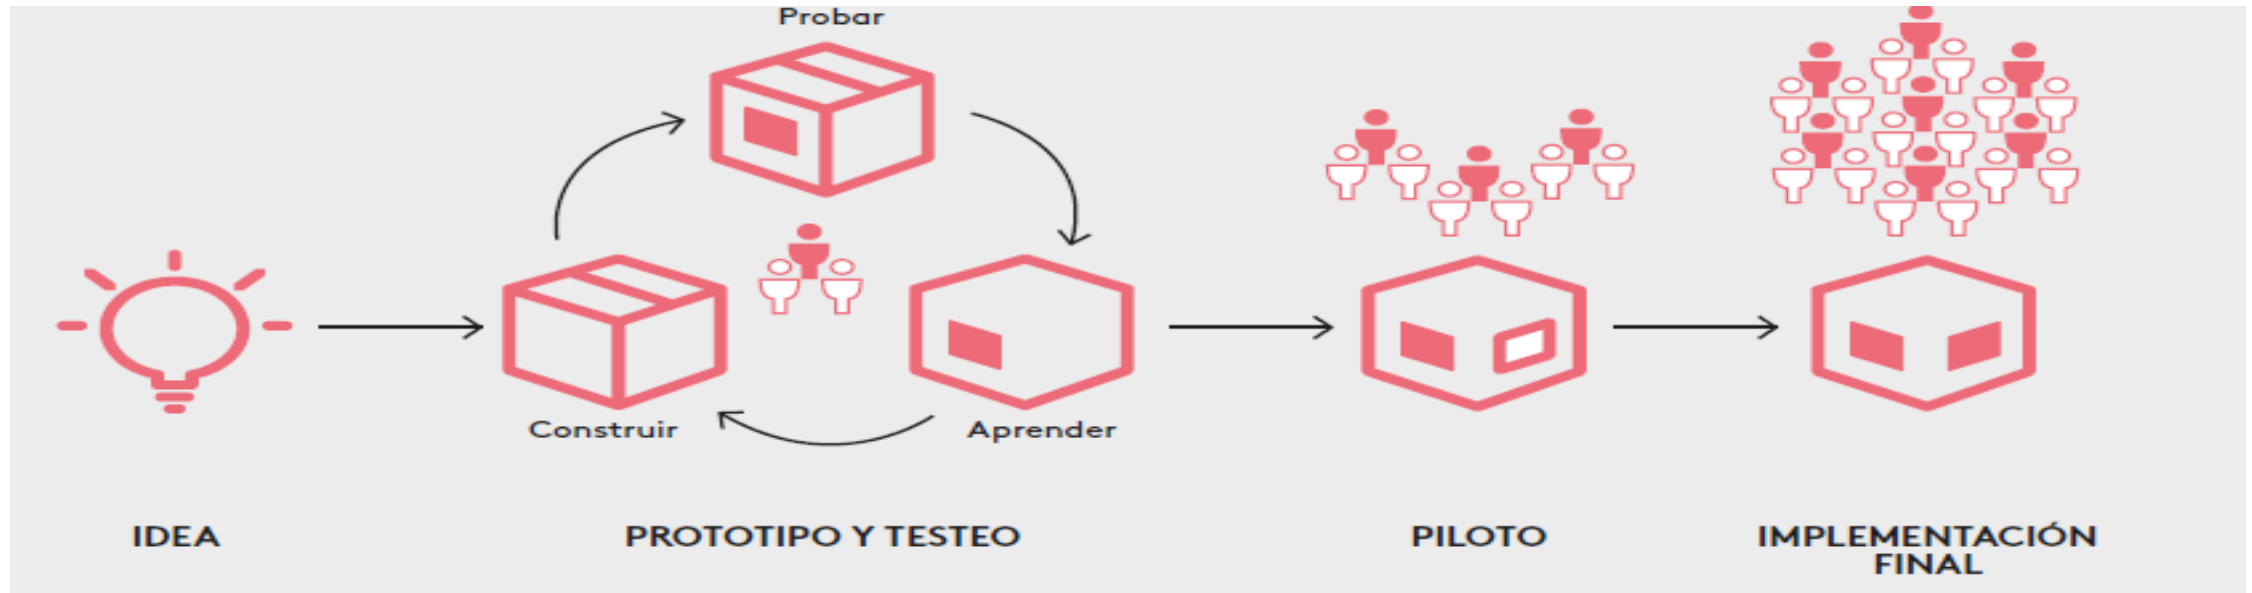 Probar
Construir
Aprender
IDEA
PROTOTIPO Y TESTEO
PILOTO
IMPLEMENTACIÓN
FINAL